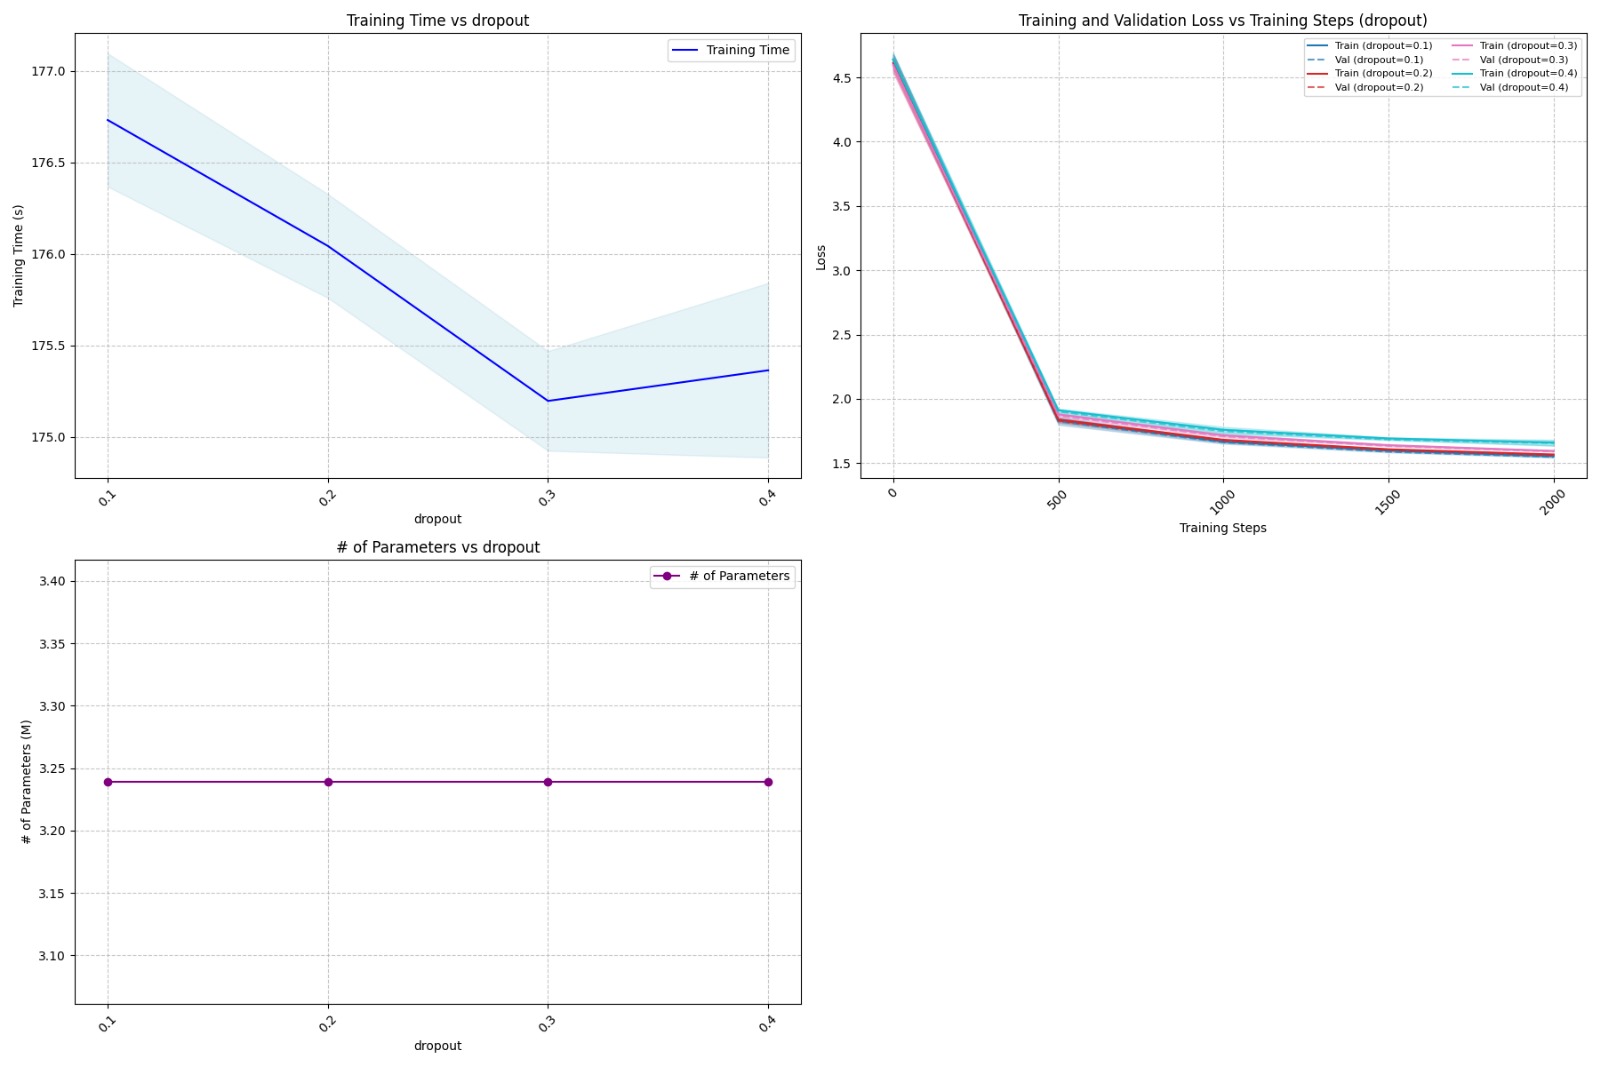 Training Time vs dropout
Training Time
177.0
176.5
176.0
175.5
175.0
Training Time (s)
0.1
0.2
0.3
0.4
dropout
Training and Validation Loss vs Training Steps (dropout)
Train (dropout=0.1)
Val (dropout=0.1)
Train (dropout=0.2)
Val (dropout=0.2)
Train (dropout=0.3)
Val (dropout=0.3)
Train (dropout=0.4)
Val (dropout=0.4)
4.5
4.0
3.5
3.0
2.5
2.0
1.5
Loss
0
500
1000
1500
2000
Training Steps
# of Parameters vs dropout
# of Parameters
3.40
3.35
3.30
3.25
3.20
3.15
3.10
# of Parameters (M)
0.1
0.2
0.3
0.4
dropout